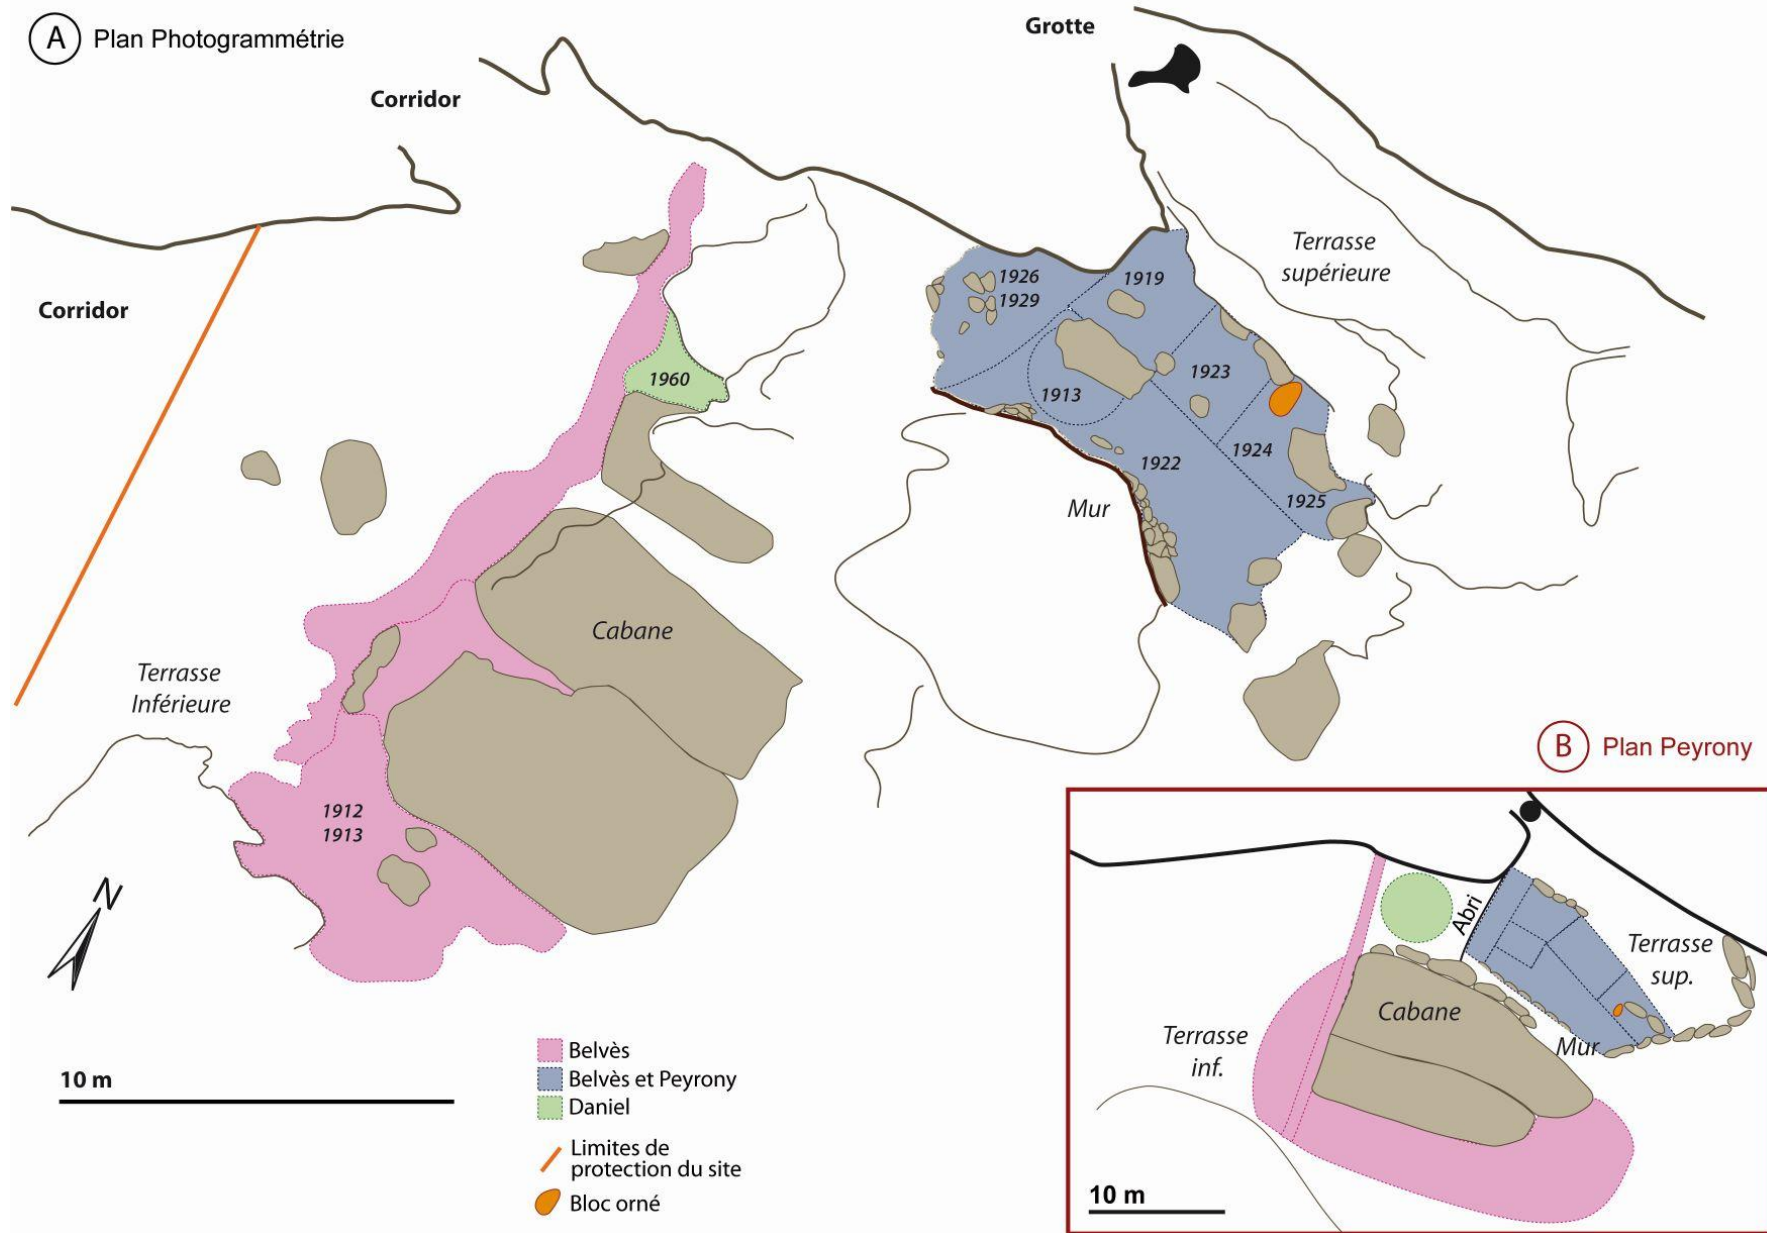 A Plan Photogrammétrie
Grotte
Corridor
Corridor
Terrasse
supérieure
1926
1929
1919
1960
1913
1923
1922
1924
1925
Mur
Cabane
Terrasse
Inférieure
1912
1913
N
10 m
Belvès
Belvès et Peyrony
Daniel
Limites de
protection du site
Bloc orné
B Plan Peyrony
Abri
Terrasse
sup.
Cabane
Mur
Terrasse
inf.
10 m